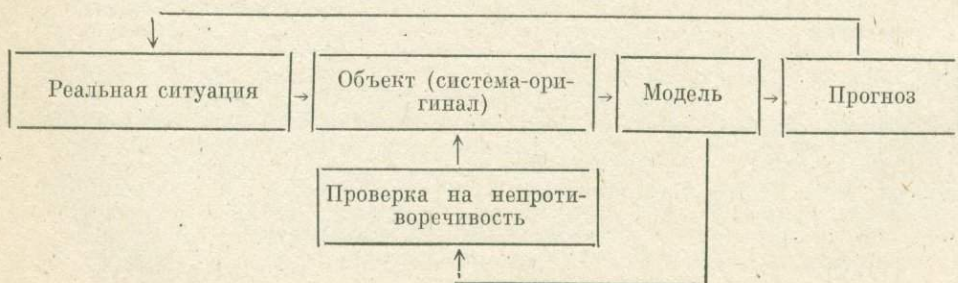 Реальная ситуация
Объект (система-ори-
гинал)
Модель
Прогноз
Проверка на непроти-
воречивость